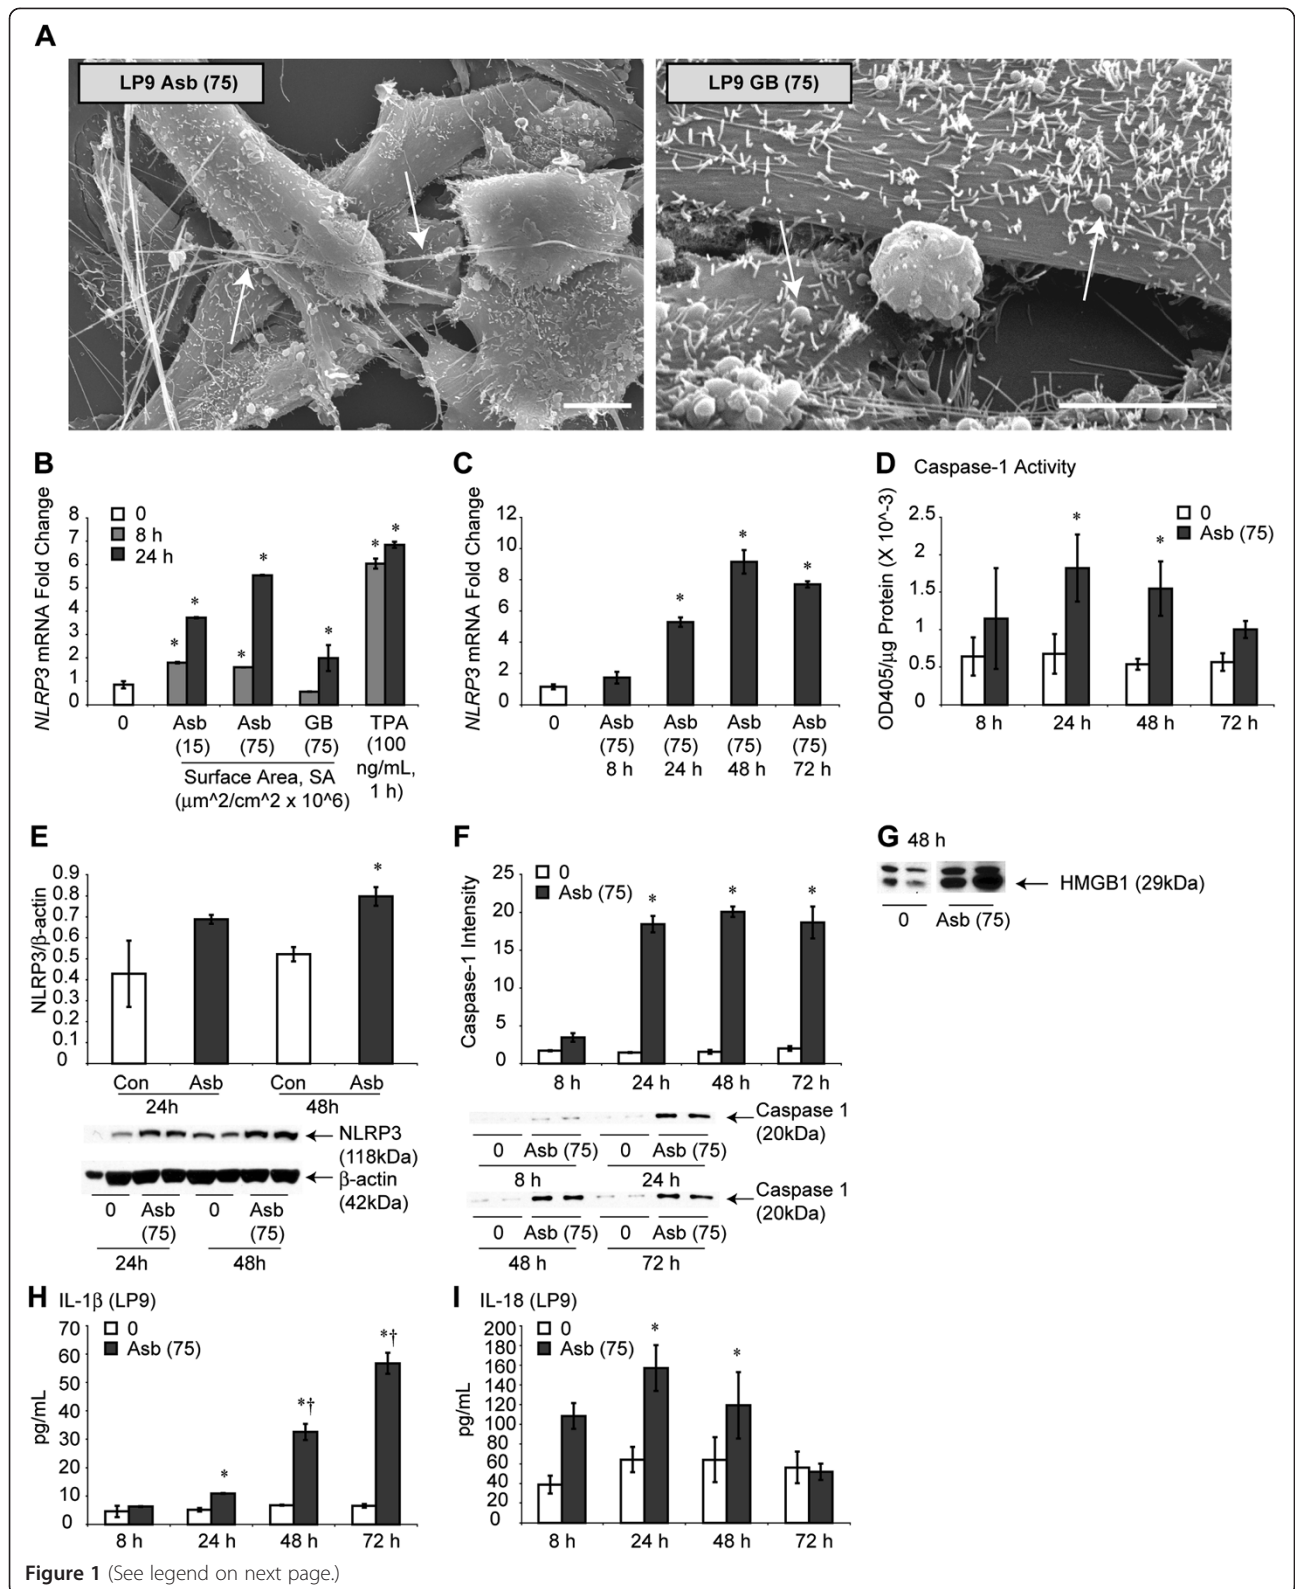 A
LP9 Asb (75)
LP9 GB (75)
B
NLRP3 mRNA Fold Change
8
7
6
5
4
3
2
1
0
0
8 h
24 h
* * * * * * *
0
Asb (15)
Asb (75)
GB (75)
TPA (100 ng/mL, 1 h)
Surface Area, SA
(μm^2/cm^2 x 10^6)
C
NLRP3 mRNA Fold Change
12
10
8
6
4
2
0
* * *
0
Asb (75) 8 h
Asb (75) 24 h
Asb (75) 48 h
Asb (75) 72 h
D Caspase-1 Activity
OD405/μg Protein (X 10^-3)
2.5
2
1.5
1
0.5
0
0
Asb (75)
* *
8 h 24 h 48 h 72 h
E
NLRP3/β-actin
0.9
0.8
0.7
0.6
0.5
0.4
0.3
0.2
0.1
0
*
Con Asb Con Asb
24h 48h
NLRP3
(118kDa)
β-actin
(42kDa)
0 Asb (75) 0 Asb (75)
24h 48h
F
Caspase-1 Intensity
25
20
15
10
5
0
0
Asb (75)
* * *
8 h 24 h 48 h 72 h
Caspase 1
(20kDa)
0 Asb (75) 0 Asb (75)
8 h 24 h
Caspase 1
(20kDa)
0 Asb (75) 0 Asb (75)
48 h 72 h
G 48 h
HMGB1 (29kDa)
0 Asb (75)
H IL-1β (LP9)
pg/mL
70
60
50
40
30
20
10
0
0
Asb (75)
* *† *†
8 h 24 h 48 h 72 h
I IL-18 (LP9)
pg/mL
200
180
160
140
120
100
80
60
40
20
0
0
Asb (75)
* *
8 h 24 h 48 h 72 h
Figure 1 (See legend on next page.)